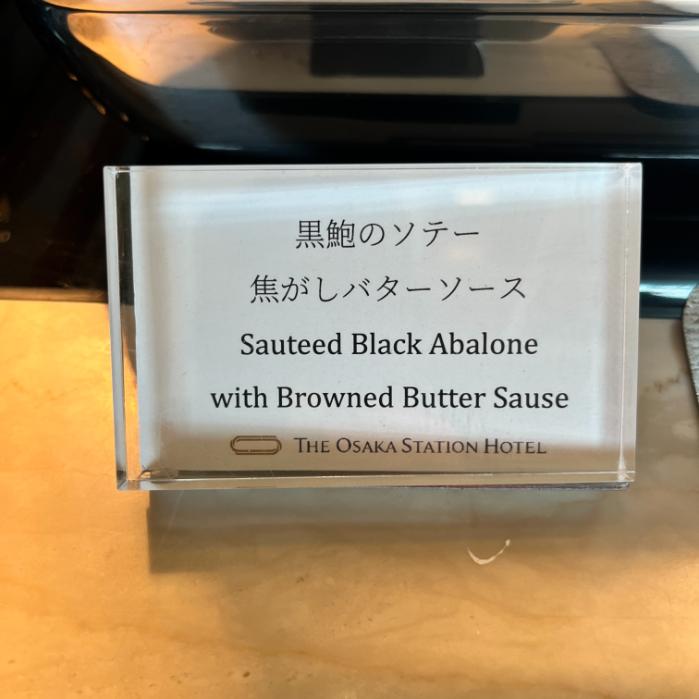 黒鮑のソテー
焦がしバターソース
Sauteed Black Abalone
with Browned Butter Sause
THE OSAKA STATION HOTEL